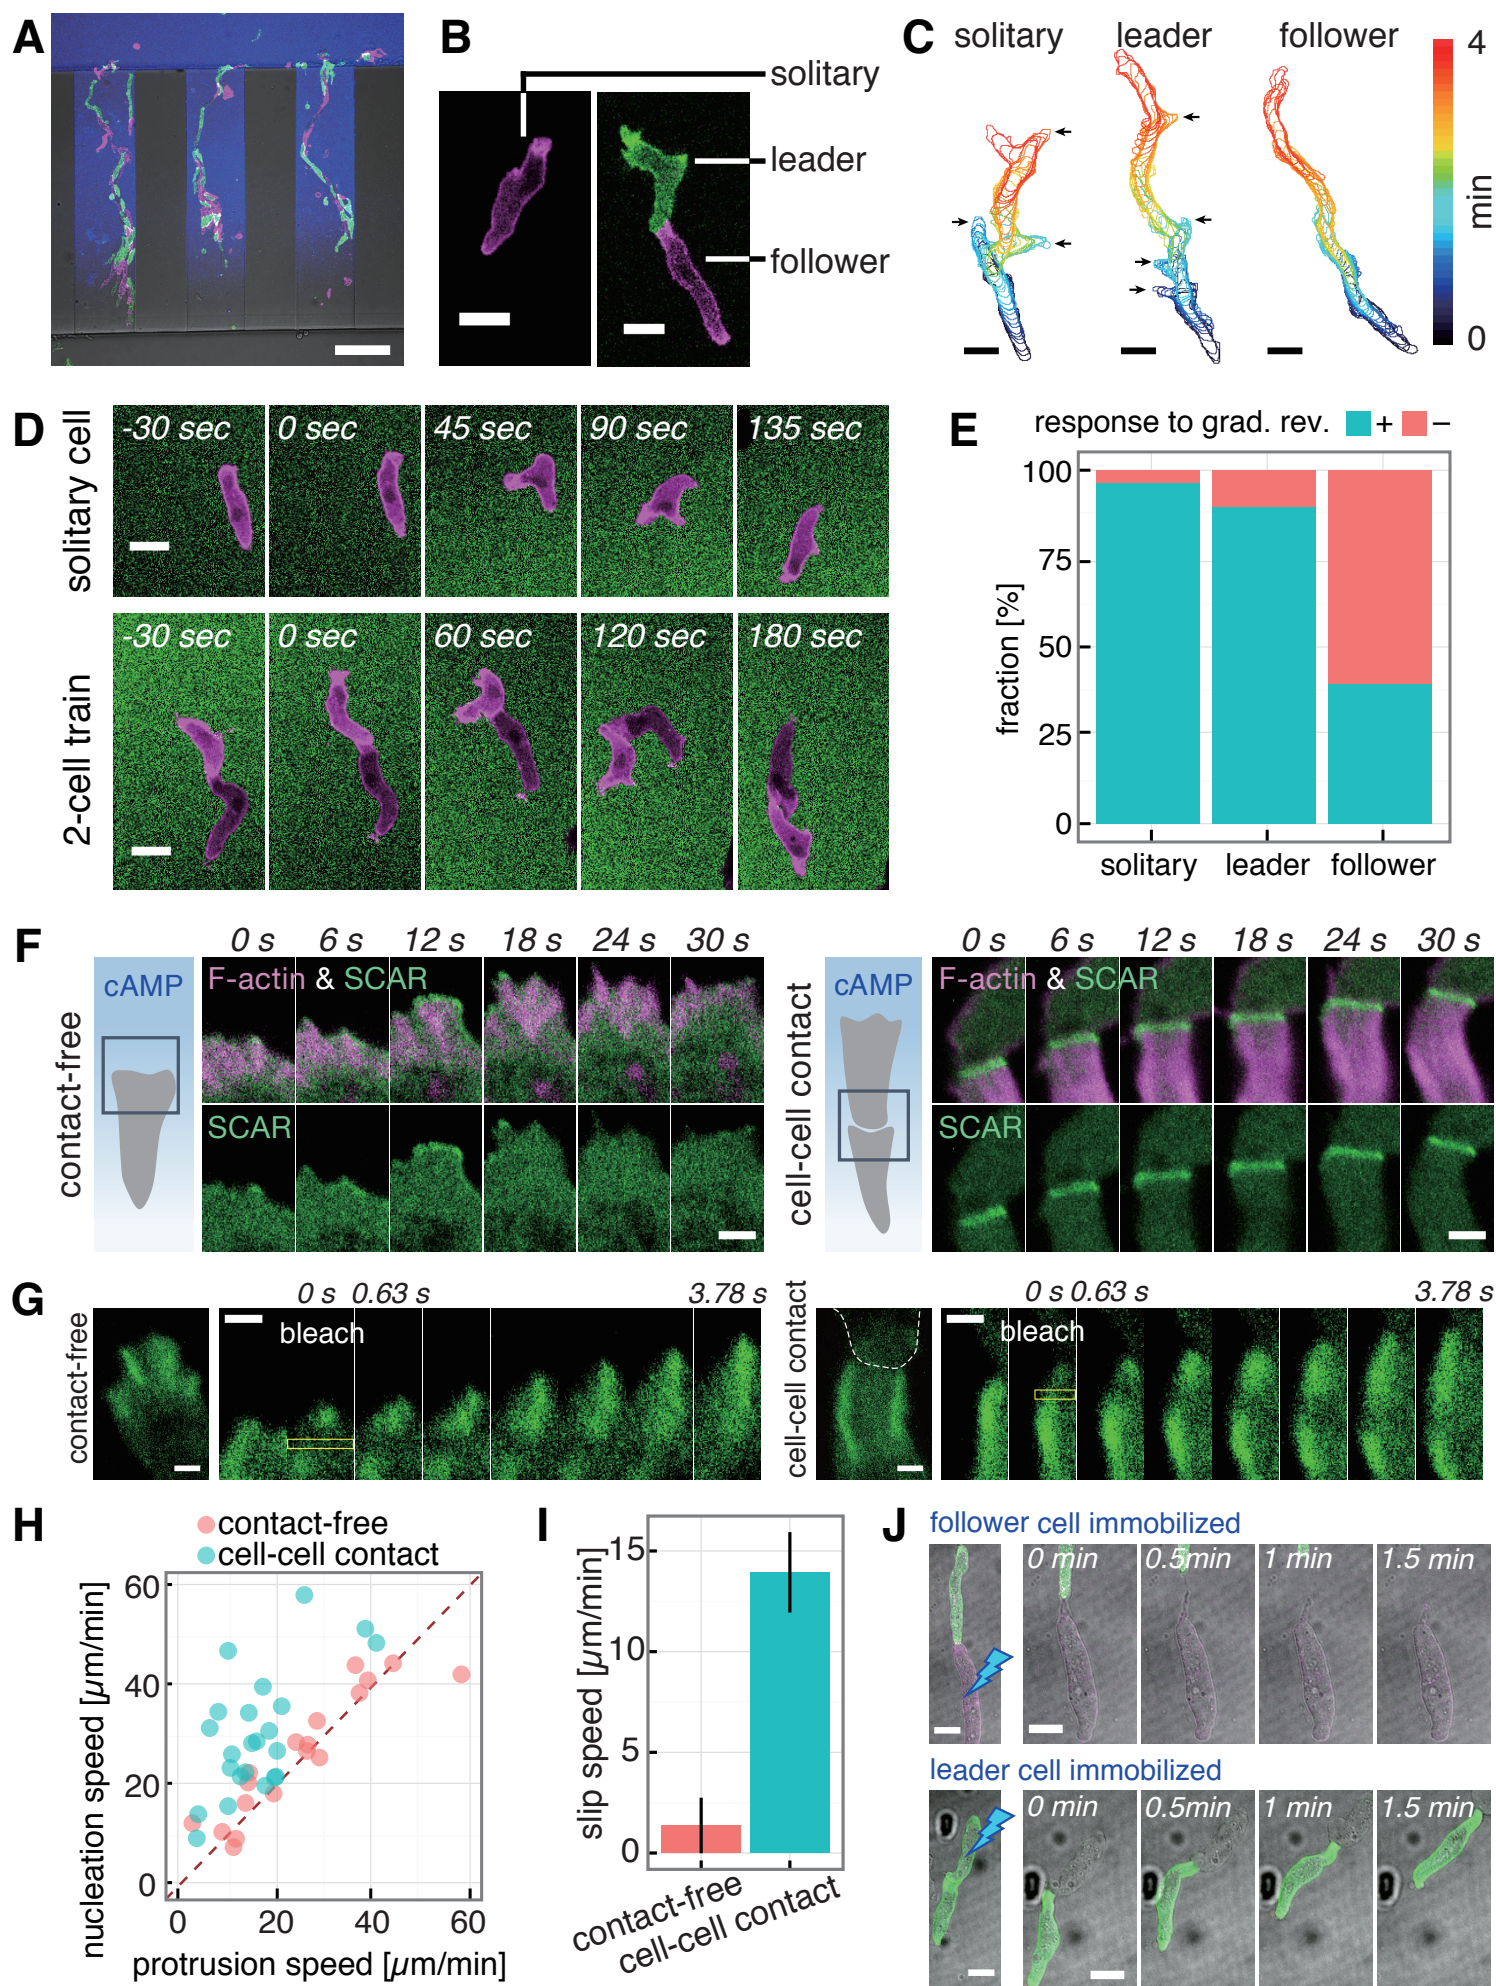 A
B
solitary
leader
follower
C
solitary leader follower
4
min
0
D
solitary cell
-30 sec 0 sec 45 sec 90 sec 135 sec
2-cell train
-30 sec 0 sec 60 sec 120 sec 180 sec
E
response to grad. rev. + −
fraction [%]
100
75
50
25
0
solitary leader follower
F
contact-free
cAMP
0 s 6 s 12 s 18 s 24 s 30 s
F-actin & SCAR
SCAR
cell-cell contact
cAMP
0 s 6 s 12 s 18 s 24 s 30 s
F-actin & SCAR
SCAR
G
contact-free
0 s 0.63 s 3.78 s
bleach
cell-cell contact
0 s 0.63 s 3.78 s
bleach
H
contact-free
cell-cell contact
nucleation speed [µm/min]
60
40
20
0
0 20 40 60
protrusion speed [µm/min]
I
slip speed [µm/min]
15
10
5
0
contact-free
cell-cell contact
J
follower cell immobilized
0 min 0.5min 1 min 1.5 min
leader cell immobilized
0 min 0.5min 1 min 1.5 min